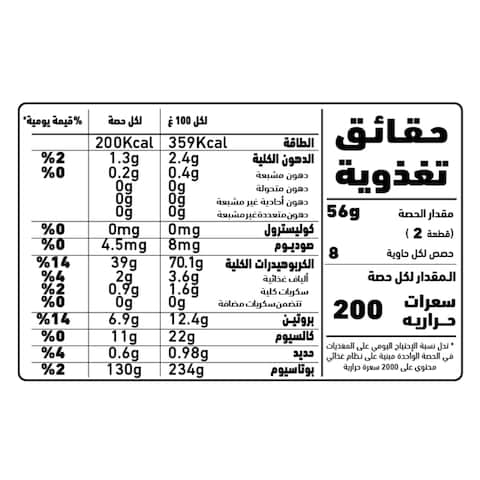 حقائق
تغذوية
مقدار الحصة 56g
(قطعة 2 )
حصص لكل حاوية 8
المقدار لكل حصة
سعرات
حراريه 200
* تدل نسبة الإحتياج اليومي على المغذيات
في الحصة الواحدة مبنية على نظام غذائي
محتوي على 2000 سعرة حرارية
لكل 100 غ لكل حصة %قيمة يومية*
الطاقة 359Kcal 200Kcal
الدهون الكلية 2.4g 1.3g %2
دهون مشبعة 0.4g 0.2g %0
دهون متحولة 0g 0g
دهون أحادية غير مشبعة 0g 0g
دهون متعددة غير مشبعة 0g 0g
كوليسترول 0mg 0mg %0
صوديوم 8mg 4.5mg %0
الكربوهيدرات الكلية 70.1g 39g %14
ألياف غذائية 3.6g 2g %4
سكريات كلية 1.6g 0.9g %2
تتضمن سكريات مضافة 0g 0g %0
بروتين 12.4g 6.9g %14
كالسيوم 22g 11g %0
حديد 0.98g 0.6g %4
بوتاسيوم 234g 130g %2